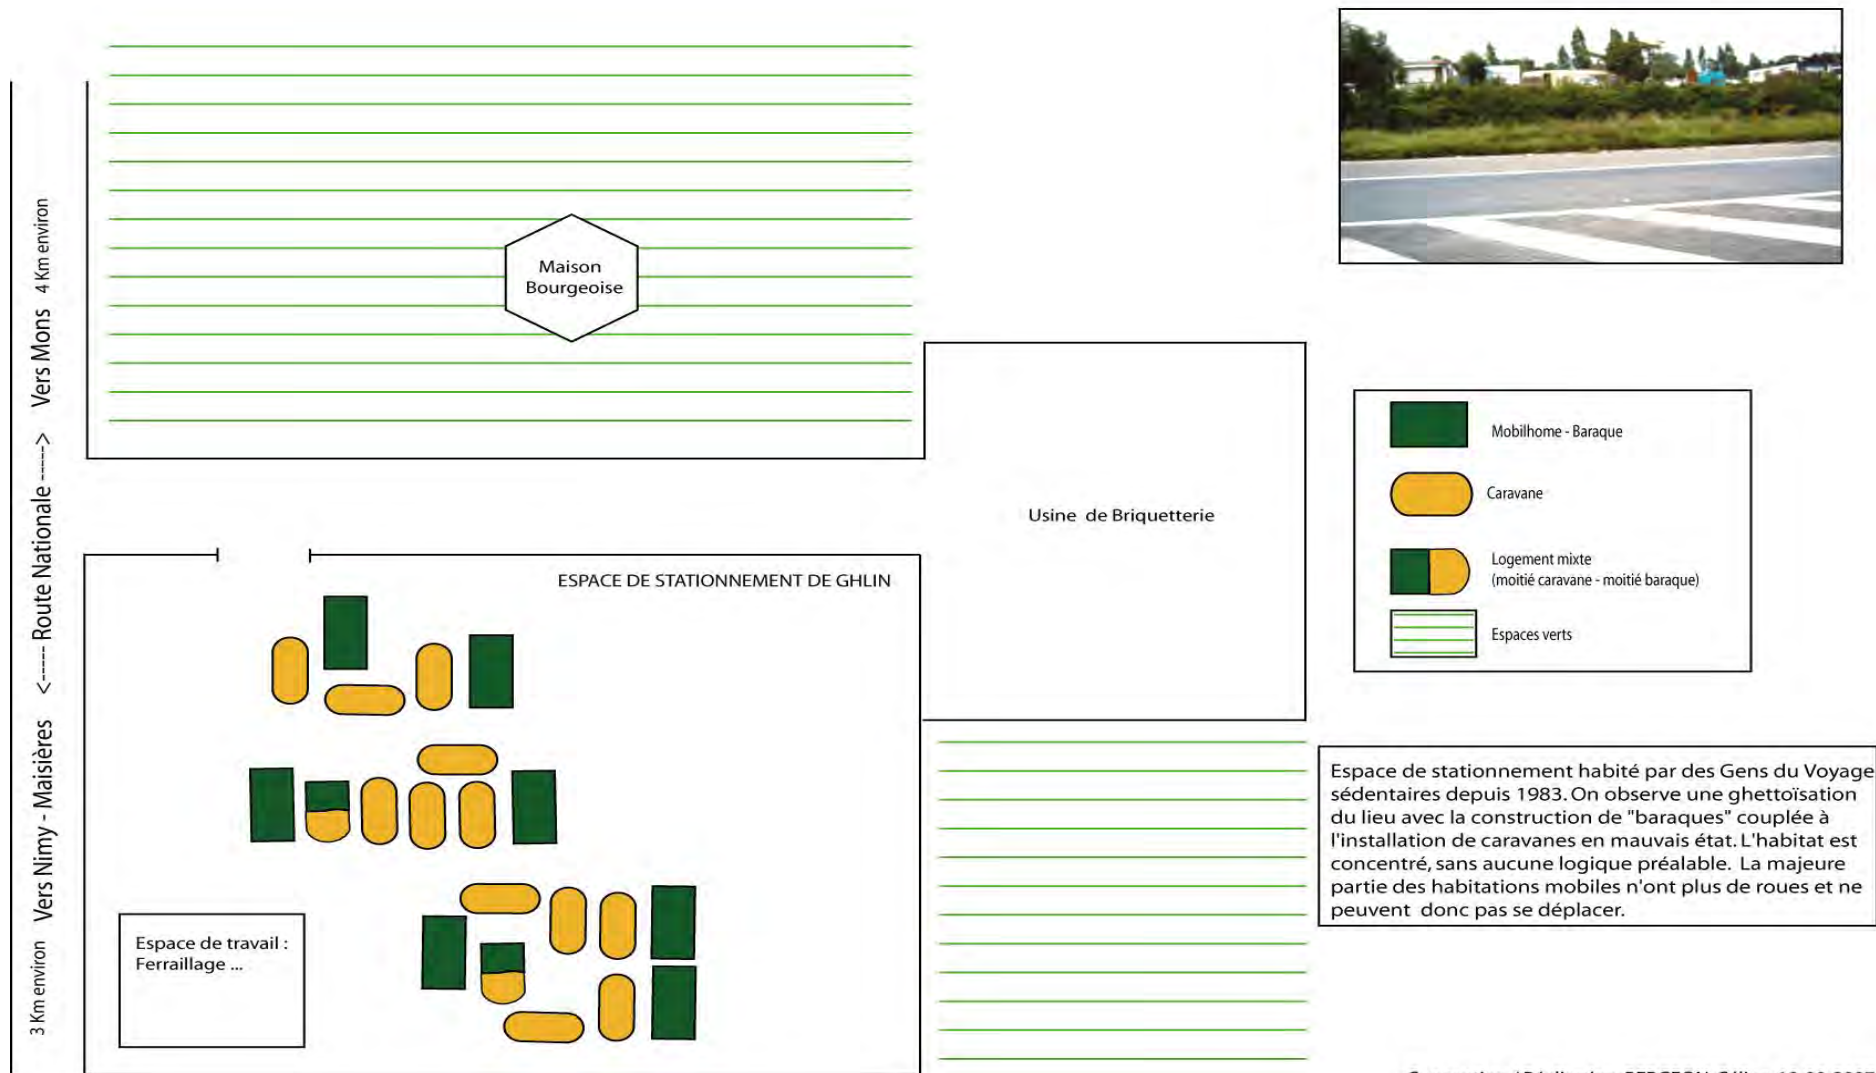 Maison
Bourgeoise
Usine de Briquetterie
3 Km environ Vers Nimy - Maisières <----- Route Nationale -----> Vers Mons 4 Km environ
ESPACE DE STATIONNEMENT DE GHLIN
Espace de travail :
Ferraillage ...
Mobilhome - Baraque
Caravane
Logement mixte
(moitié caravane - moitié baraque)
Espaces verts
Espace de stationnement habité par des Gens du Voyage
sédentaires depuis 1983. On observe une ghettoïsation
du lieu avec la construction de "baraques" couplée à
l'installation de caravanes en mauvais état. L'habitat est
concentré, sans aucune logique préalable. La majeure
partie des habitations mobiles n'ont plus de roues et ne
peuvent donc pas se déplacer.